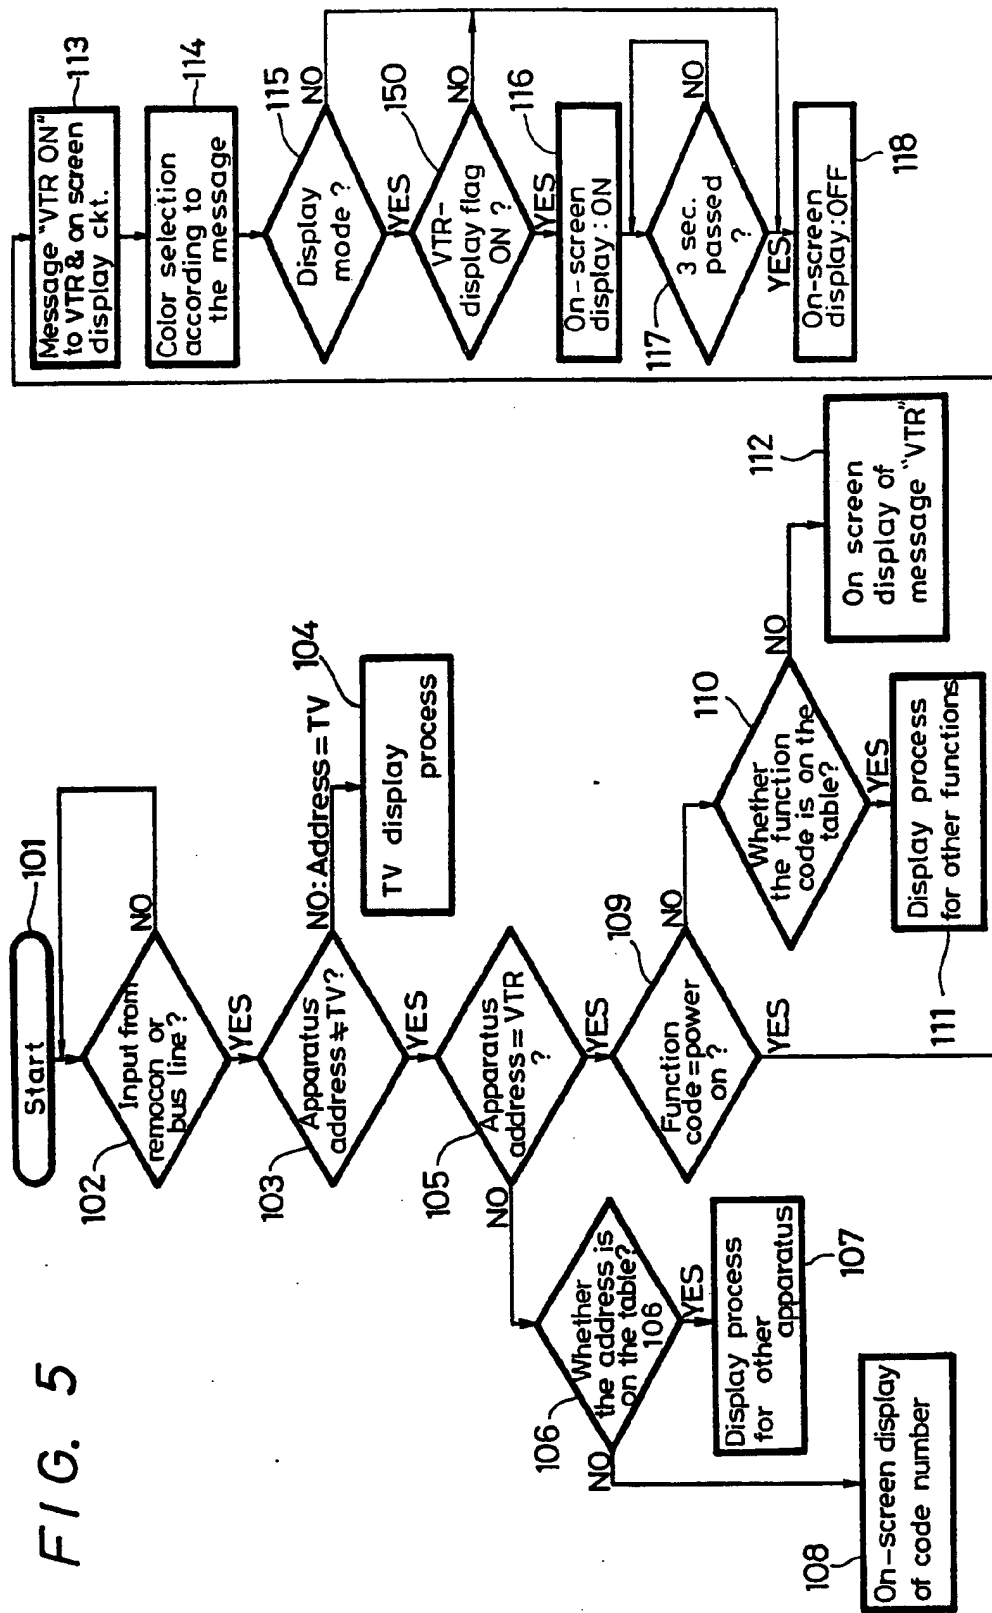 FIG. 5
Start
101
Input from
remocon or
bus line?
102
NO
YES
Apparatus
address≠TV?
103
NO:Address=TV
104
TV display
process
YES
Apparatus
address=VTR
?
105
NO
YES
Whether
the address is
on the table?
106
106
NO
YES
Display process
for other
apparatus
107
On-screen display
of code number
108
Function
code=power
on ?
109
NO
YES
Whether
the function
code is on the
table?
110
NO
YES
Display process
for other functions
111
On screen
display of
message "VTR"
112
Message "VTR ON"
to VTR & on screen
display ckt.
113
Color selection
according to
the message
114
Display
mode ?
115
NO
YES
VTR-
display flag
ON ?
150
NO
YES
On-screen
display:ON
116
3 sec.
passed
?
117
NO
YES
On-screen
display:OFF
118